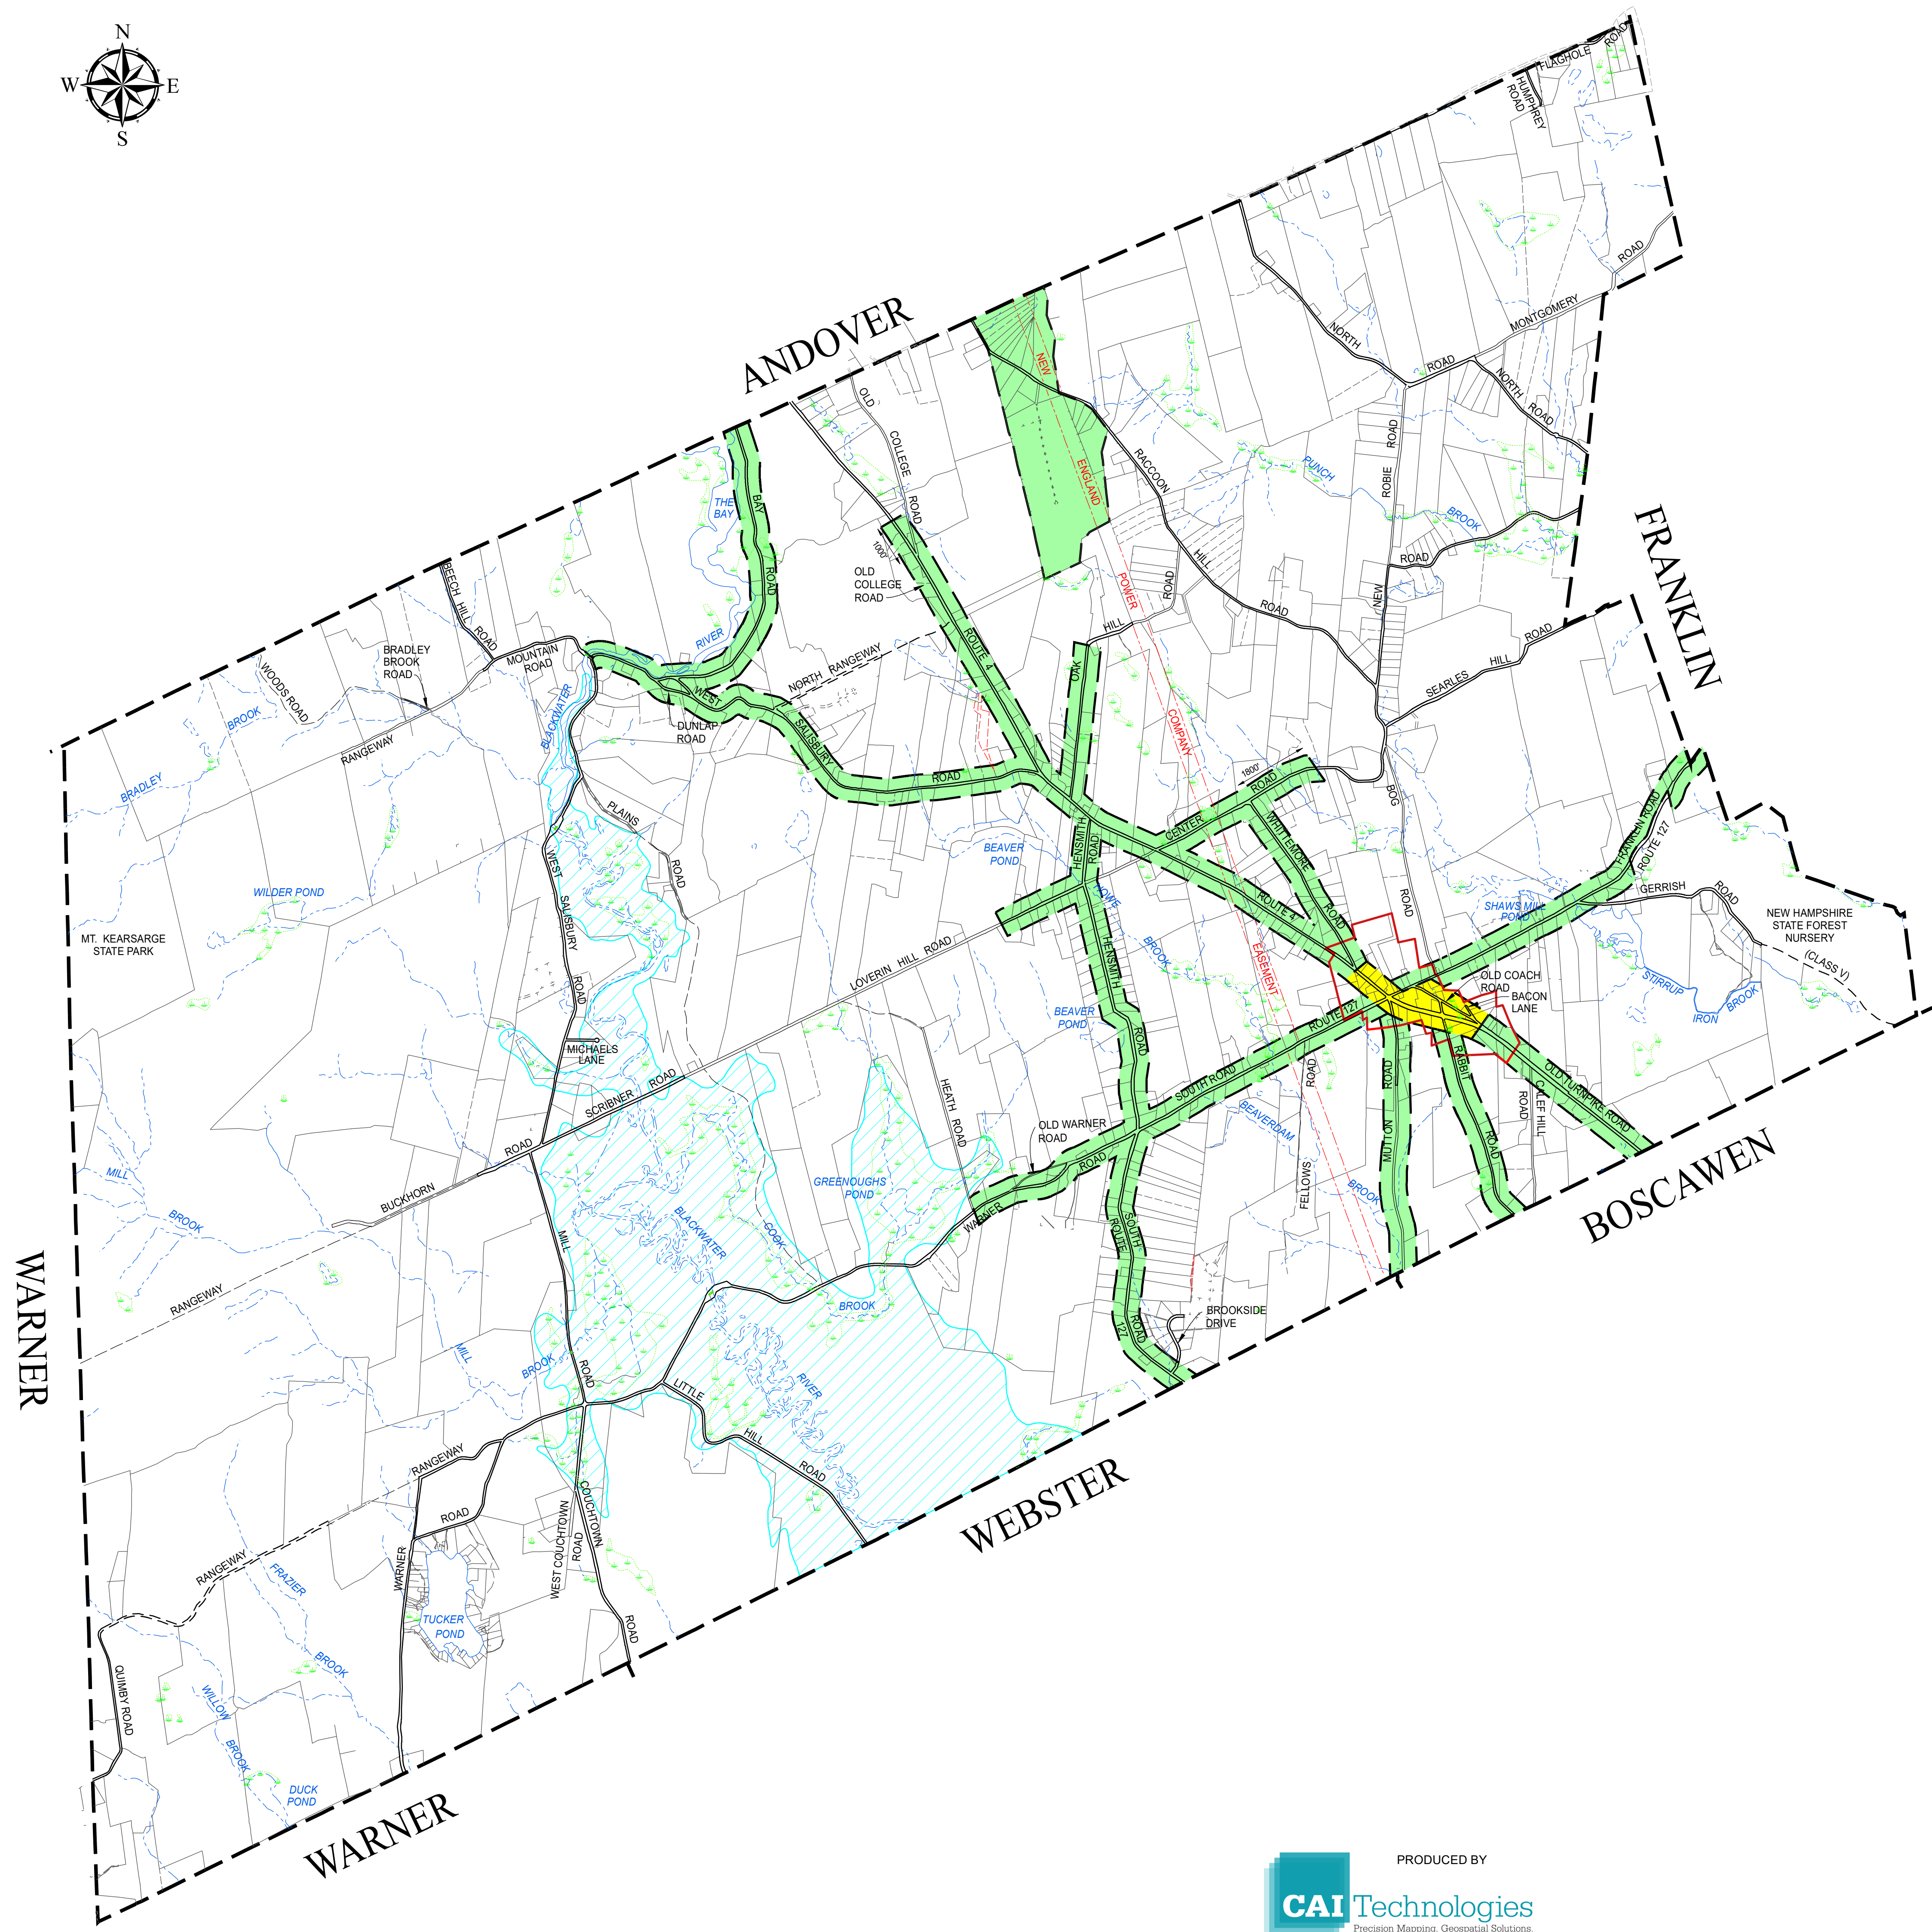 N
W E
S
FLAGHOLE ROAD
HUMPHREY
ROAD
ROAD
MONTGOMERY
NORTH
ROAD
NORTH ROAD
ANDOVER
OLD
COLLEGE
ROAD
NEW
ENGLAND
POWER
COMPANY
EASEMENT
RACCOON
HILL
ROAD
ROBIE
ROAD
PUNCH
BROOK
ROAD
NEW
FRANKLIN
THE
BAY
BAY
ROAD
RIVER
1000'
OLD
COLLEGE
ROAD
ROUTE 4
BEECH HILL
ROAD
MOUNTAIN
ROAD
BRADLEY
BROOK
ROAD
WOODS ROAD
BROOK
RANGEWAY
BRADLEY
BLACKWATER
NORTH RANGEWAY
WEST
SALISBURY
ROAD
DUNLAP
ROAD
OAK
HILL
ROAD
SEARLES
HILL
ROAD
1800'
ROAD
CENTER
WHITEMORE
ROAD
BOG
ROAD
FRANKLIN ROAD
ROUTE 127
GERRISH
ROAD
SHAWS MILL
POND
NEW HAMPSHIRE
STATE FOREST
NURSERY
(CLASS V)
STIRRUP
IRON
BROOK
PLAINS
ROAD
WEST
SALISBURY
ROAD
WILDER POND
MT. KEARSARGE
STATE PARK
BEAVER
POND
HENSMITH
ROAD
HOWE
BROOK
ROUTE 4
HENSMITH
ROAD
LOVERIN HILL ROAD
BEAVER
POND
OLD COACH
ROAD
BACON
LANE
ROUTE 127
SOUTH ROAD
MICHAELS
LANE
SCRIBNER ROAD
ROAD
BUCKHORN
RANGEWAY
HEATH ROAD
OLD WARNER
ROAD
ROAD
WARNER
GREENOUGHS
POND
BEAVERDAM
BROOK
FELLOWS
ROAD
MUTTON
ROAD
RABBIT
ROAD
CALEF HILL
ROAD
OLD TURNPIKE ROAD
BOSCAWEN
MILL
BROOK
MILL
ROAD
BLACKWATER
RIVER
COOK
BROOK
SOUTH
ROAD
ROUTE
127
BROOKSIDE
DRIVE
WARNER
MILL
BROOK
LITTLE
HILL
ROAD
WEBSTER
RANGEWAY
ROAD
WARNER
WEST COUCHTOWN
ROAD
COUCHTOWN
ROAD
RANGEWAY
FRAZIER
BROOK
TUCKER
POND
QUIMBY ROAD
WILLOW
BROOK
DUCK
POND
WARNER
PRODUCED BY
CAI Technologies
Precision Mapping. Geospatial Solutions.